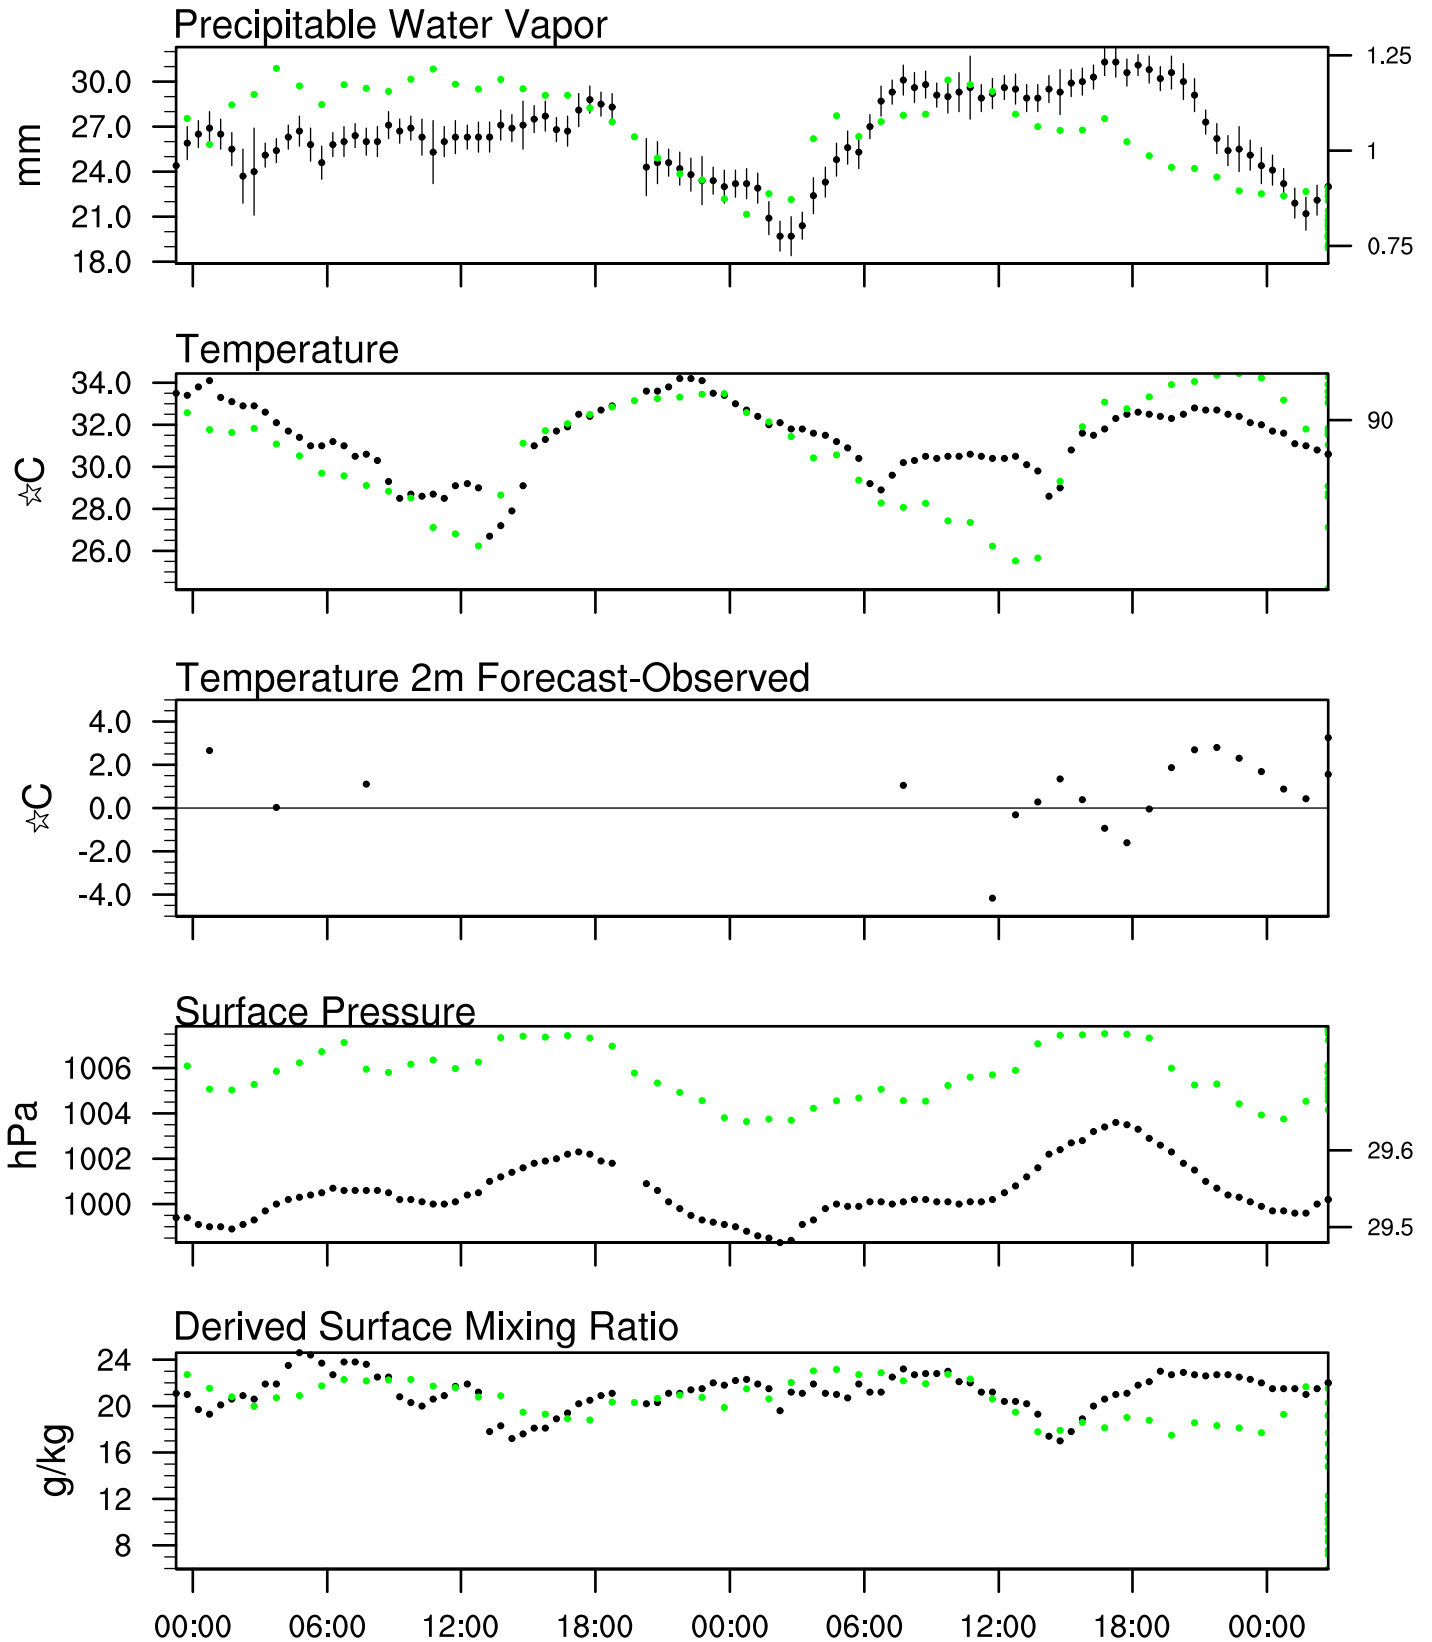 Precipitable Water Vapor
30.0
27.0
24.0
21.0
18.0
mm
1.25
1
0.75
Temperature
34.0
32.0
30.0
28.0
26.0
☆C
90
Temperature 2m Forecast-Observed
4.0
2.0
0.0
-2.0
-4.0
☆C
Surface Pressure
1006
1004
1002
1000
hPa
29.6
29.5
Derived Surface Mixing Ratio
24
20
16
12
8
g/kg
00:00 06:00 12:00 18:00 00:00 06:00 12:00 18:00 00:00